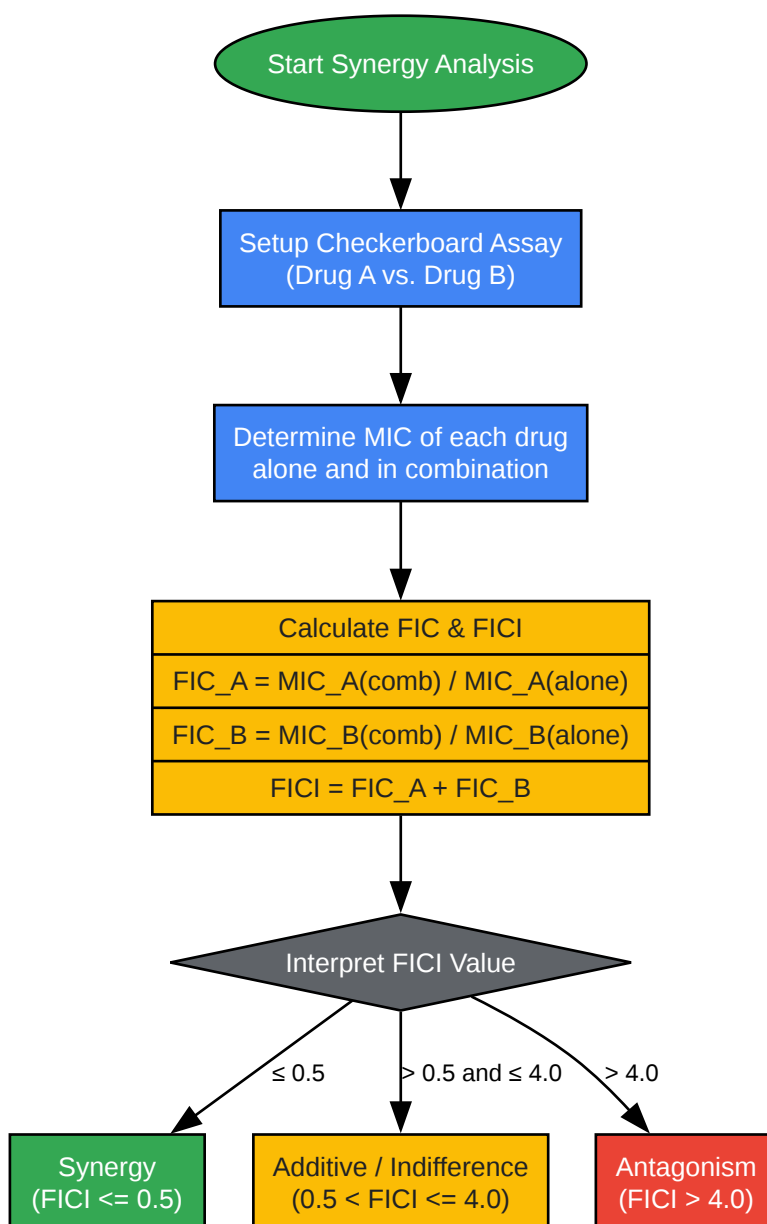 Start Synergy Analysis
Setup Checkerboard Assay
(Drug A vs. Drug B)
Determine MIC of each drug
alone and in combination
Calculate FIC & FICI
FIC_A = MIC_A(comb) / MIC_A(alone)
FIC_B = MIC_B(comb) / MIC_B(alone)
FICI = FIC_A + FIC_B
Interpret FICI Value
≤ 0.5
> 0.5 and ≤ 4.0
> 4.0
Synergy
(FICI <= 0.5)
Additive / Indifference
(0.5 < FICI <= 4.0)
Antagonism
(FICI > 4.0)